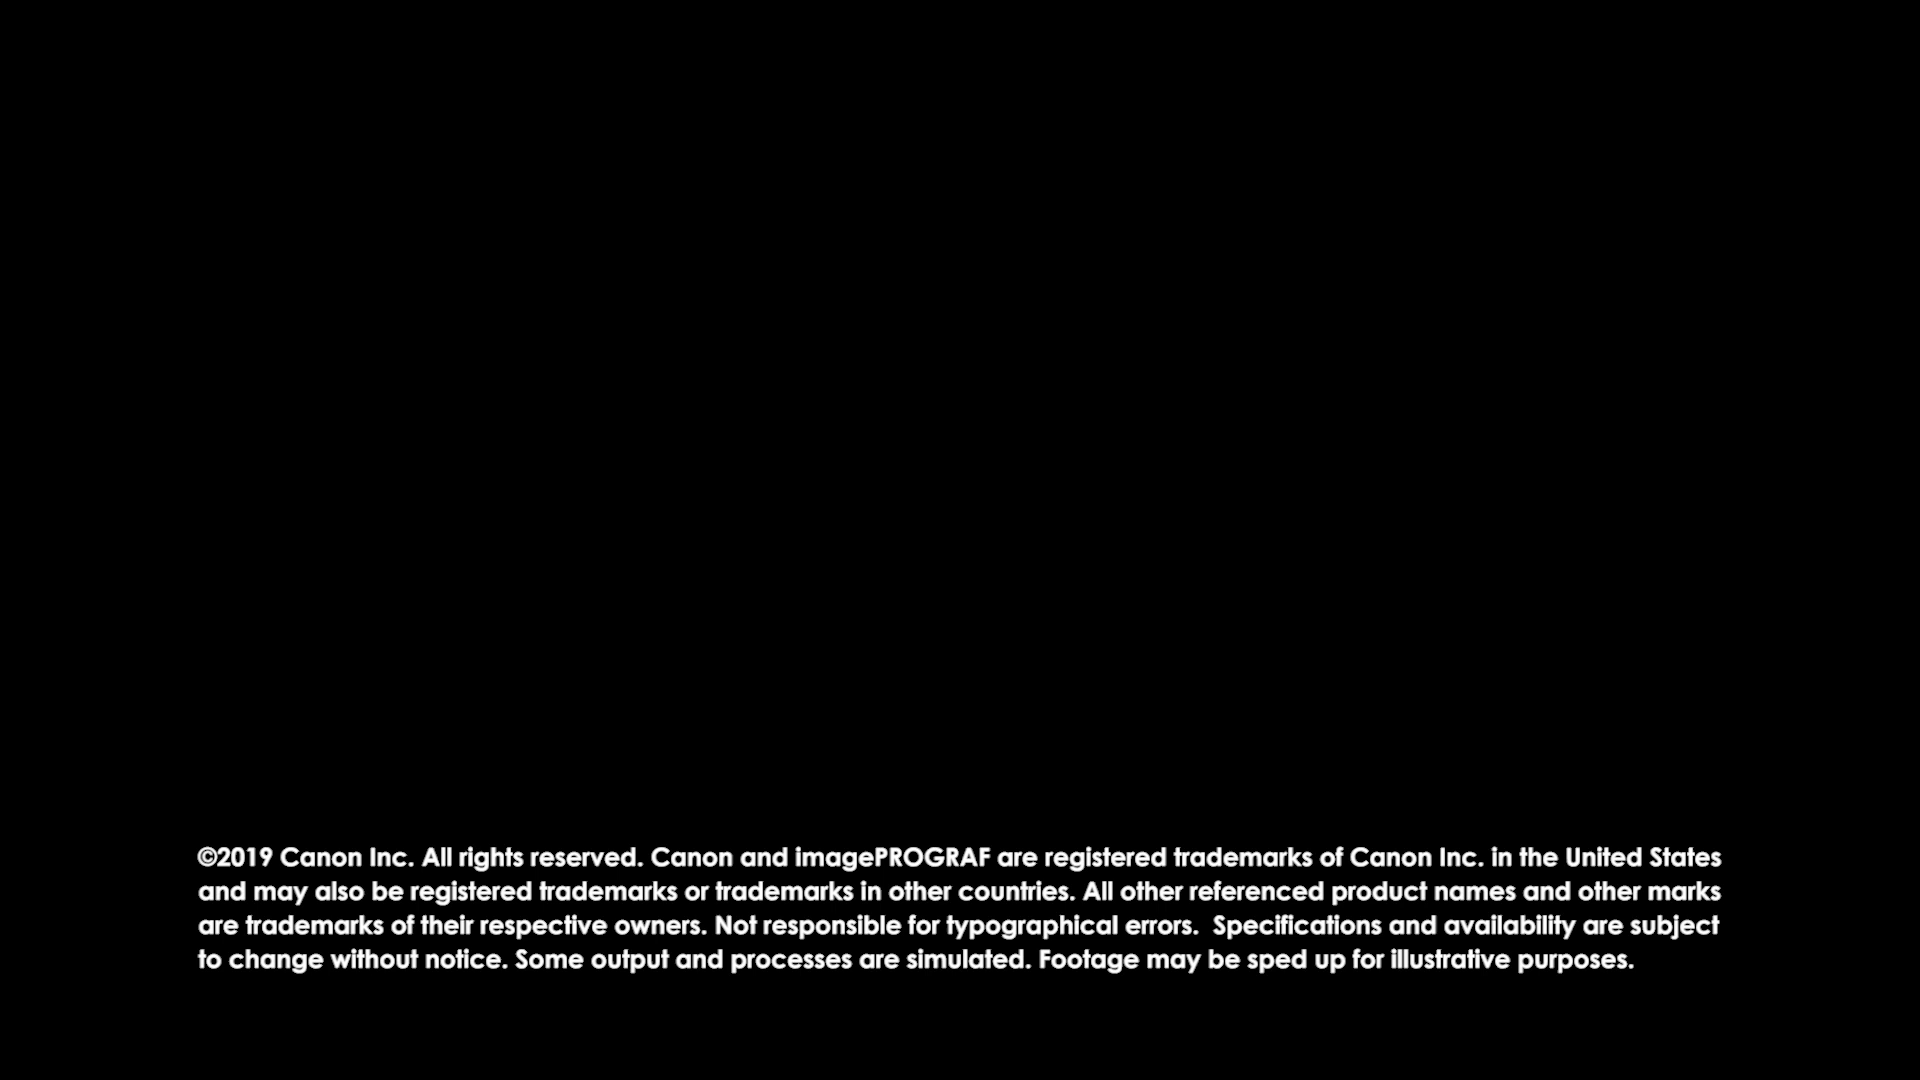 ©2019 Canon Inc. All rights reserved. Canon and imagePROGRAF are registered trademarks of Canon Inc. in the United States
and may also be registered trademarks or trademarks in other countries. All other referenced product names and other marks
are trademarks of their respective owners. Not responsible for typographical errors.  Specifications and availability are subject
to change without notice. Some output and processes are simulated. Footage may be sped up for illustrative purposes.